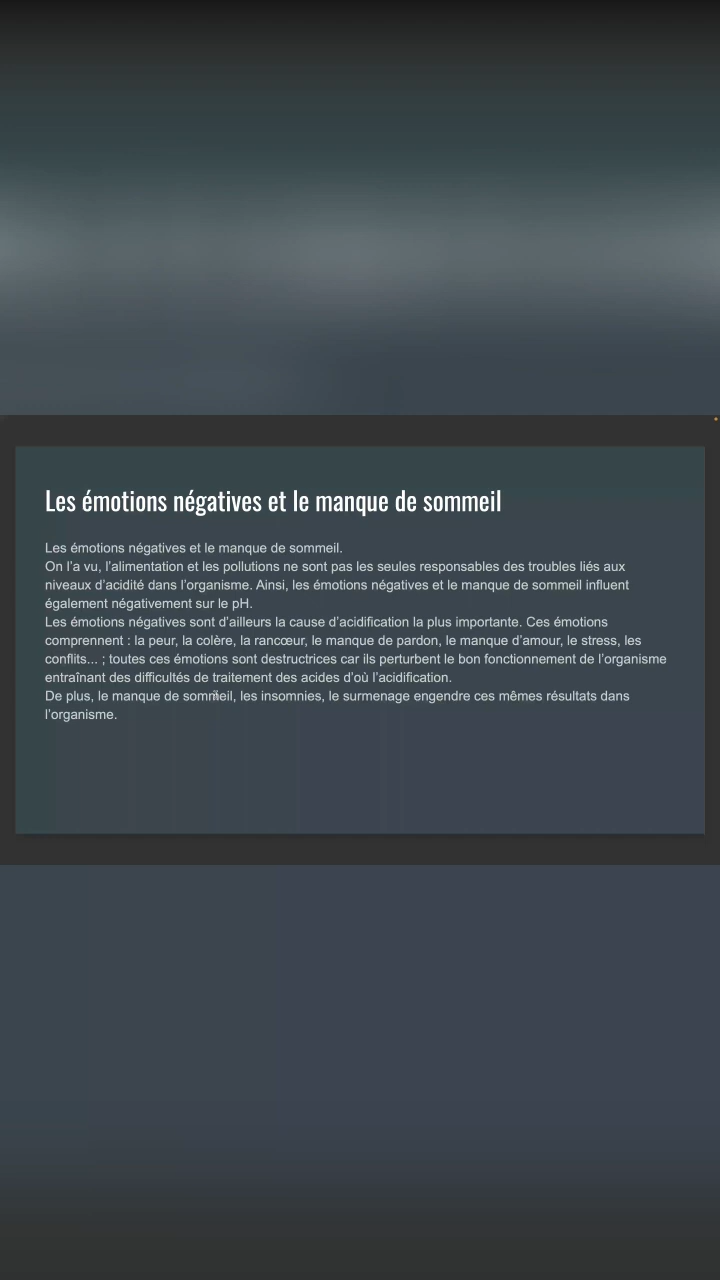 Les émotions négatives et le manque de sommeil
Les émotions négatives et le manque de sommeil.
On l'a vu, l'alimentation et les pollutions ne sont pas les seules responsables des troubles liés aux
niveaux d'acidité dans l'organisme. Ainsi, les émotions négatives et le manque de sommeil influent
également négativement sur le pH.
Les émotions négatives sont d'ailleurs la cause d'acidification la plus importante. Ces émotions
comprennent : la peur, la colère, la rancœur, le manque de pardon, le manque d'amour, le stress, les
conflits... ; toutes ces émotions sont destructrices car ils perturbent le bon fonctionnement de l'organisme
entraînant des difficultés de traitement des acides d'où l'acidification.
De plus, le manque de sommeil, les insomnies, le surmenage engendre ces mêmes résultats dans
l'organisme.